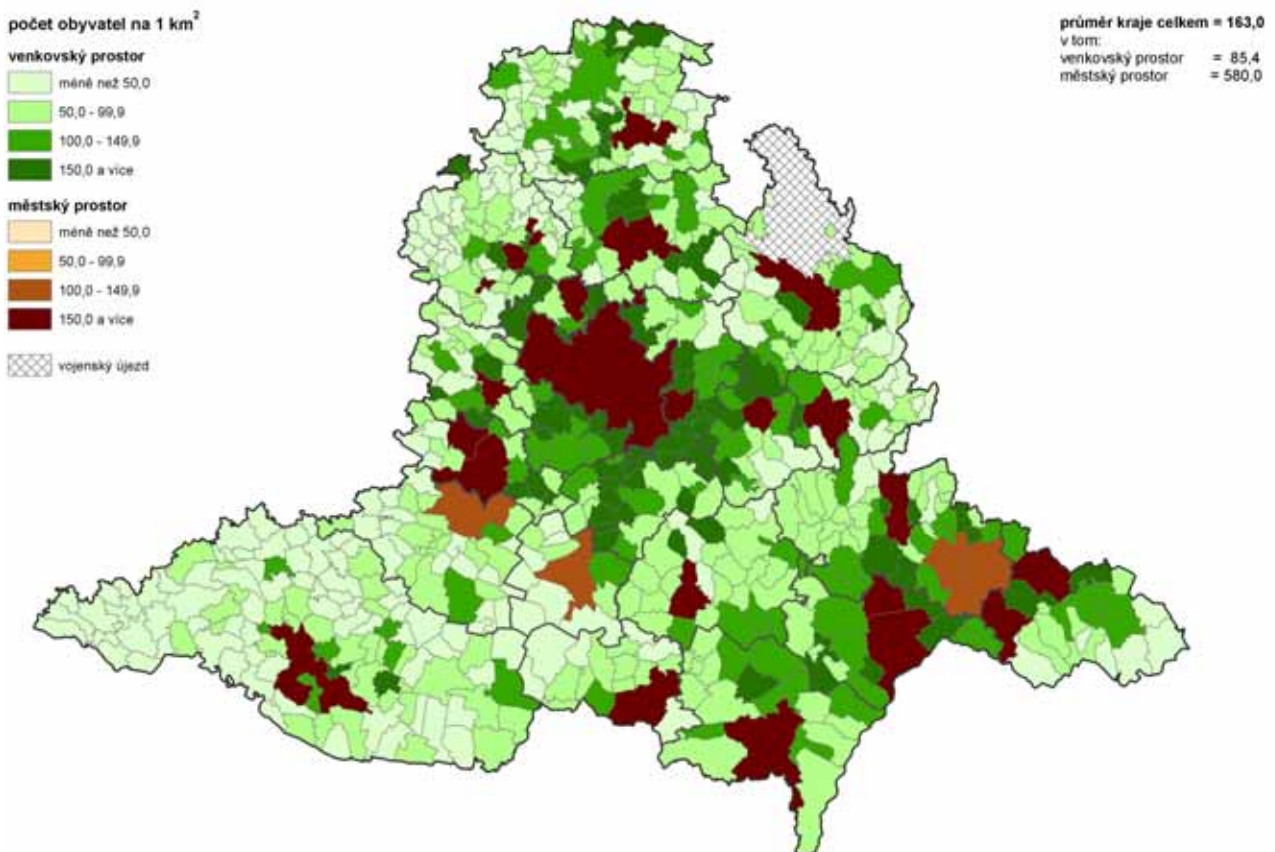 počet obyvatel na 1 km²
venkovský prostor
méně než 50,0
50,0 - 99,9
100,0 - 149,9
150,0 a více
městský prostor
méně než 50,0
50,0 - 99,9
100,0 - 149,9
150,0 a více
vojenský újezd
průměr kraje celkem = 163,0
v tom:
venkovský prostor = 85,4
městský prostor = 580,0